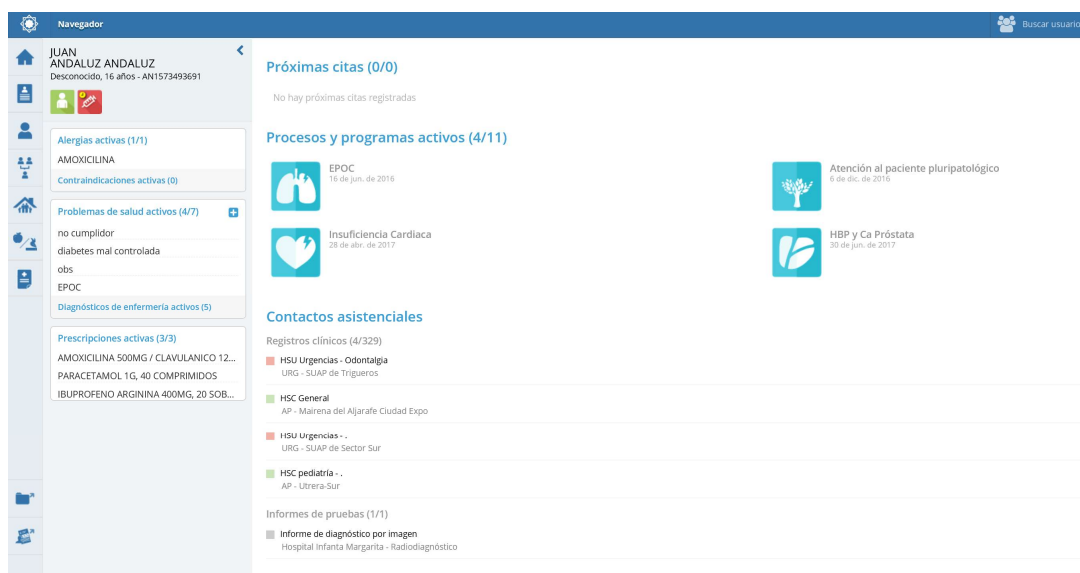 Navegador
Buscar usuario
JUAN
ANDALUZ ANDALUZ
Desconocido, 16 años - AN1573493691
Alergias activas (1/1)
AMOXICILINA
Contraindicaciones activas (0)
Problemas de salud activos (4/7)
no cumplidor
diabetes mal controlada
obs
EPOC
Diagnósticos de enfermería activos (5)
Prescripciones activas (3/3)
AMOXICILINA 500MG / CLAVULANICO 12...
PARACETAMOL 1G, 40 COMPRIMIDOS
IBUPROFENO ARGININA 400MG, 20 SOB...
Próximas citas (0/0)
No hay próximas citas registradas
Procesos y programas activos (4/11)
EPOC
16 de jun. de 2016
Atención al paciente pluripatológico
6 de dic. de 2016
Insuficiencia Cardiaca
28 de abr. de 2017
HBP y Ca Próstata
30 de jun. de 2017
Contactos asistenciales
Registros clínicos (4/329)
HSU Urgencias - Odontalgia
URG - SUAP de Trigueros
HSC General
AP - Mairena del Aljarafe Ciudad Expo
HSU Urgencias - .
URG - SUAP de Sector Sur
HSC pediatría - .
AP - Utrera-Sur
Informes de pruebas (1/1)
Informe de diagnóstico por imagen
Hospital Infanta Margarita - Radiodiagnóstico